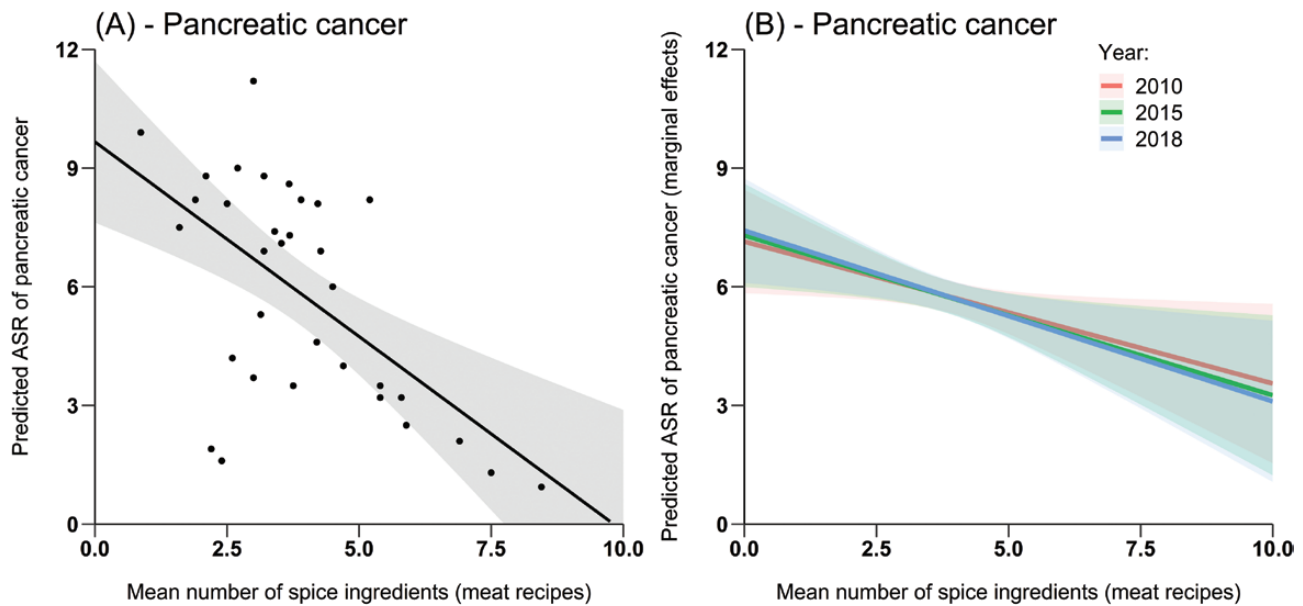 (A) - Pancreatic cancer
Predicted ASR of pancreatic cancer
12
9
6
3
0
0.0 2.5 5.0 7.5 10.0
Mean number of spice ingredients (meat recipes)
(B) - Pancreatic cancer
Year:
2010
2015
2018
Predicted ASR of pancreatic cancer (marginal effects)
12
9
6
3
0
0.0 2.5 5.0 7.5 10.0
Mean number of spice ingredients (meat recipes)